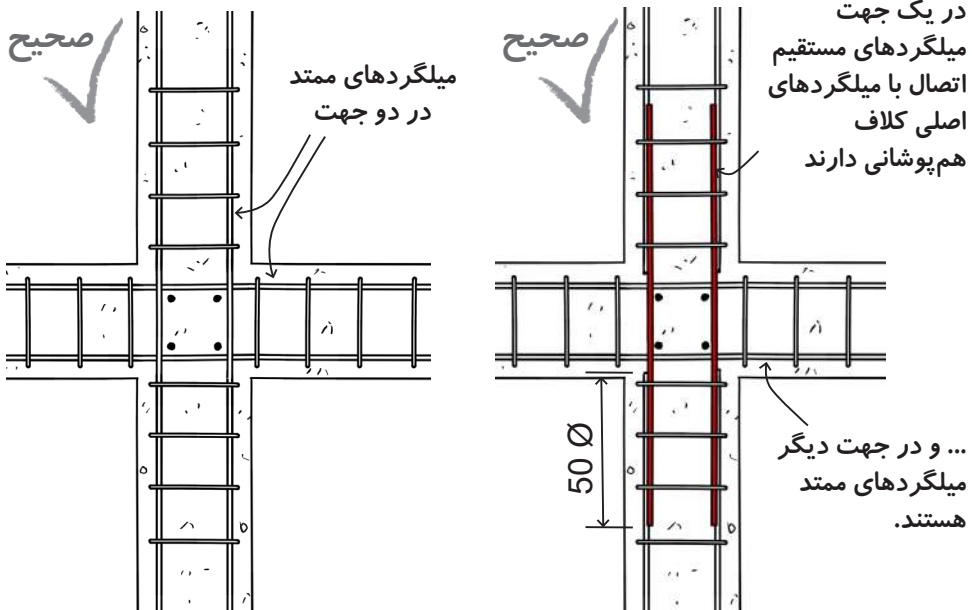 صحیح
میلگردهای ممتد
در دو جهت
صحیح
در یک جهت
میلگردهای مستقیم
اتصال با میلگردهای
اصلی کلاف
هم‌پوشانی دارند
50 Ø
... و در جهت دیگر
میلگردهای ممتد
هستند.